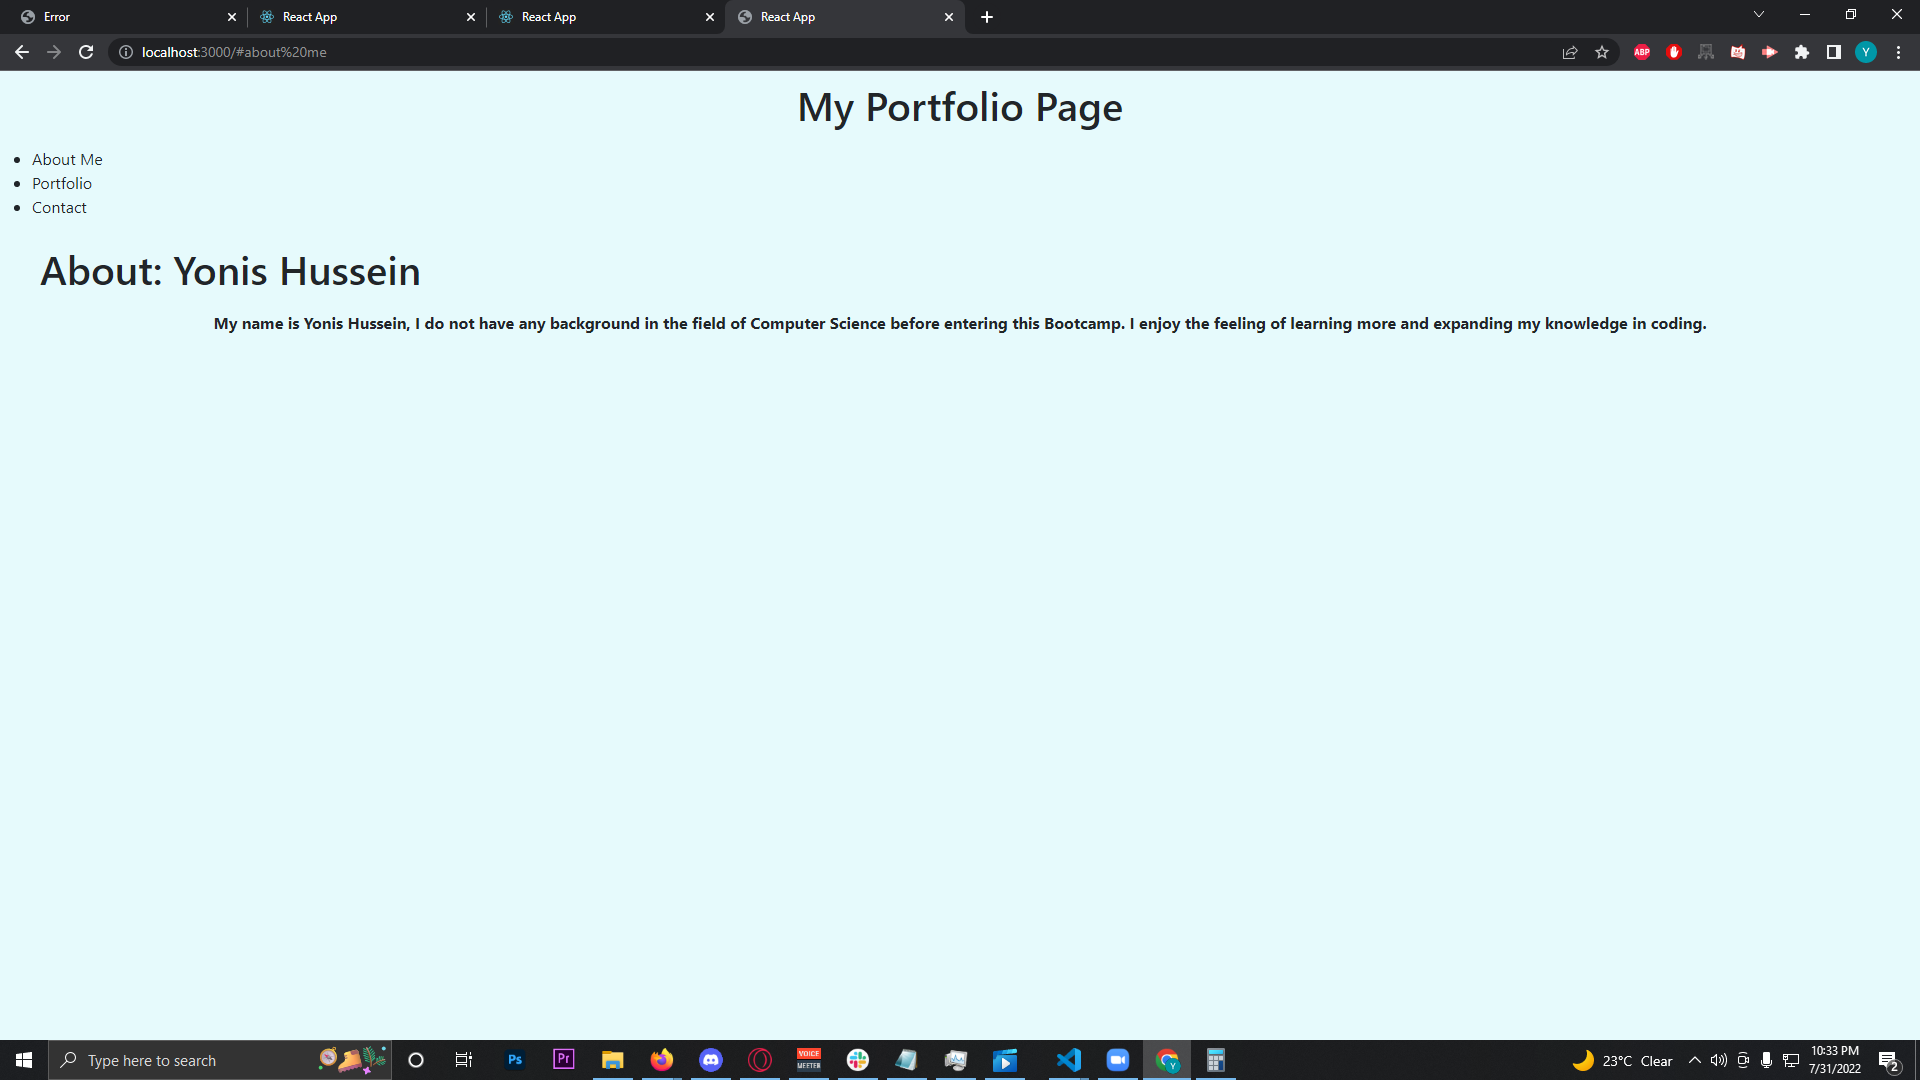 Error
React App
React App
React App
localhost:3000/#about%20me
ABP
Y
My Portfolio Page
About Me
Portfolio
Contact
About: Yonis Hussein
My name is Yonis Hussein, I do not have any background in the field of Computer Science before entering this Bootcamp. I enjoy the feeling of learning more and expanding my knowledge in coding.
Type here to search
Ps
Pr
VOICE
MEETER
Y
23°C Clear
10:33 PM
7/31/2022
2